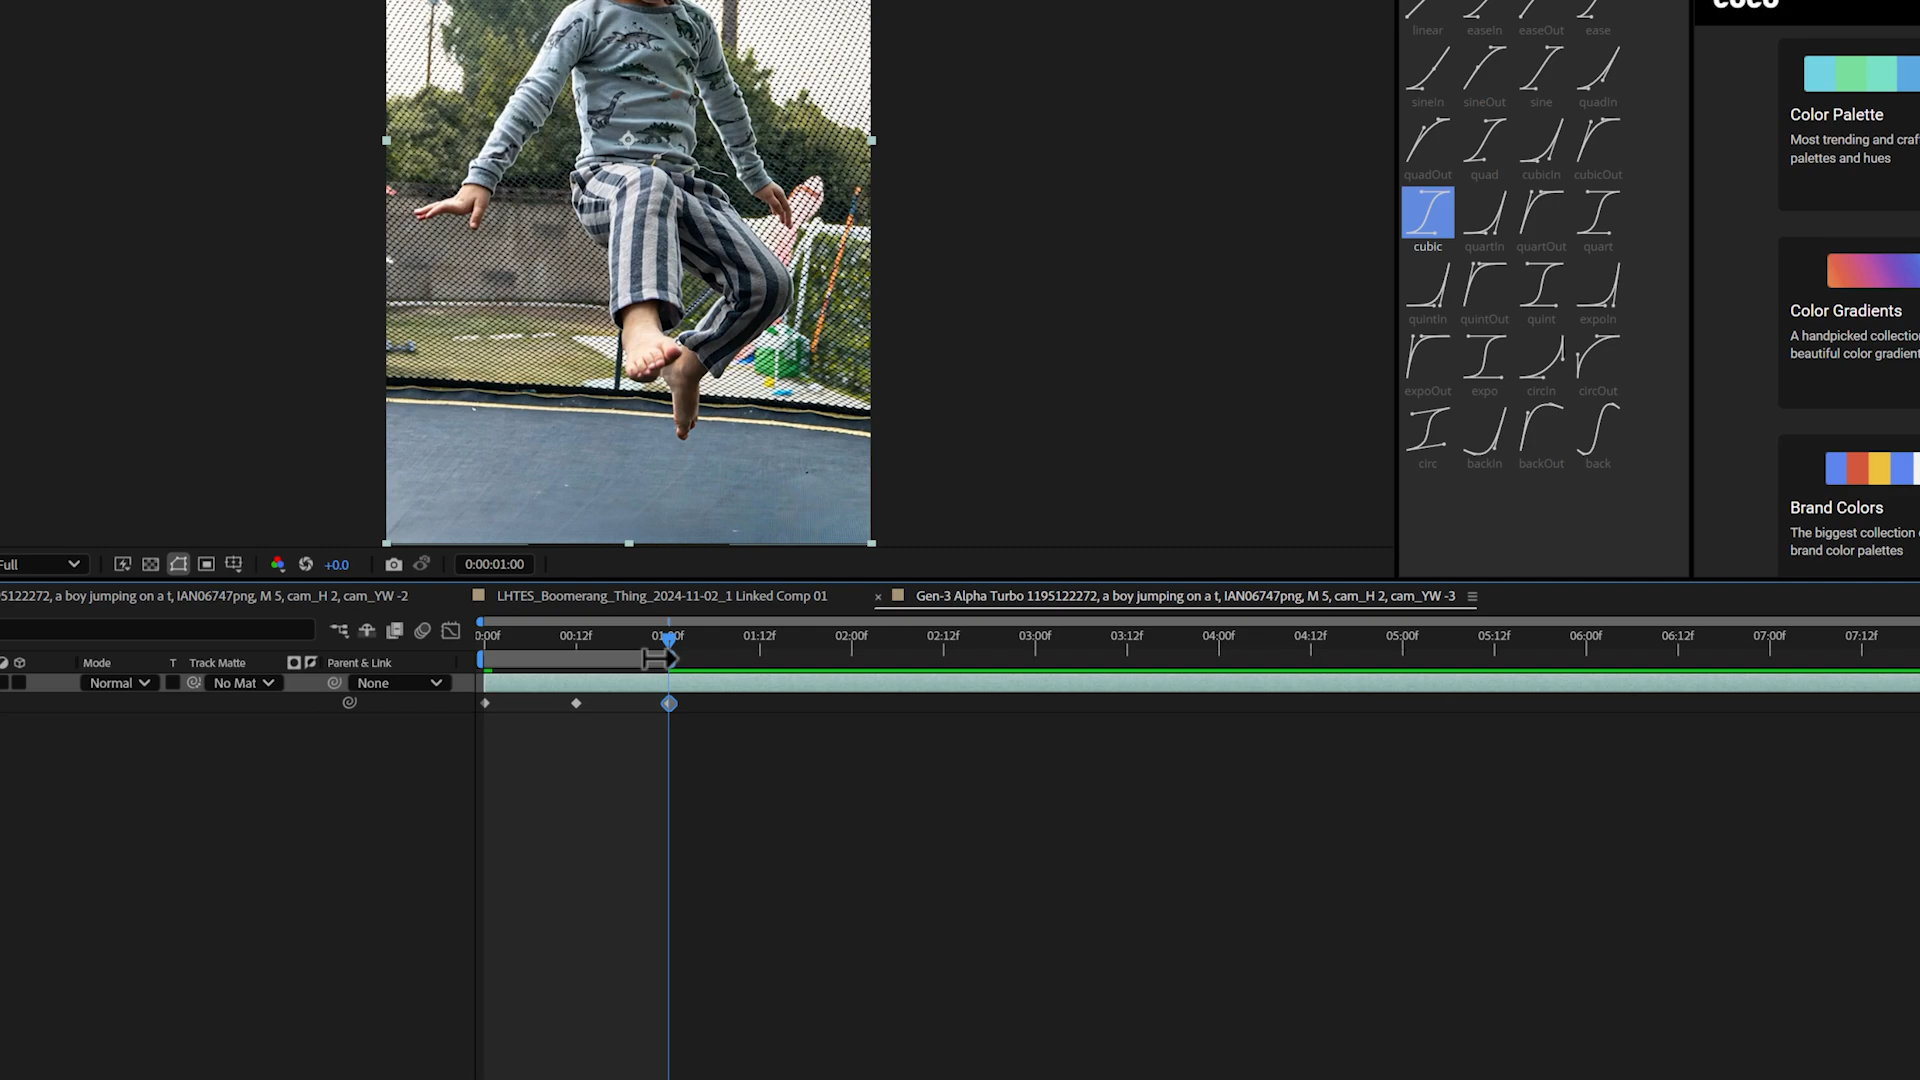 linear easeIn easeOut ease
coco
sineIn sineOut sine quadIn
Color Palette
Most trending and craf
palettes and hues
quadOut quad cubicIn cubicOut
cubic quartIn quartOut quart
Color Gradients
A handpicked collectio
beautiful color gradient
quintIn quintOut quint expoIn
expoOut expo circIn circOut
circ backIn backOut back
Brand Colors
The biggest collection o
brand color palettes
Full
+0.0
0:00:01:00
95122272, a boy jumping on a t, IAN06747png, M 5, cam_H 2, cam_YW -2
LHTES_Boomerang_Thing_2024-11-02_1 Linked Comp 01
× Gen-3 Alpha Turbo 1195122272, a boy jumping on a t, IAN06747png, M 5, cam_H 2, cam_YW -3
0:00f 00:12f 01:00f 01:12f 02:00f 02:12f 03:00f 03:12f 04:00f 04:12f 05:00f 05:12f 06:00f 06:12f 07:00f 07:12f
Mode T Track Matte Parent & Link
Normal No Mat None